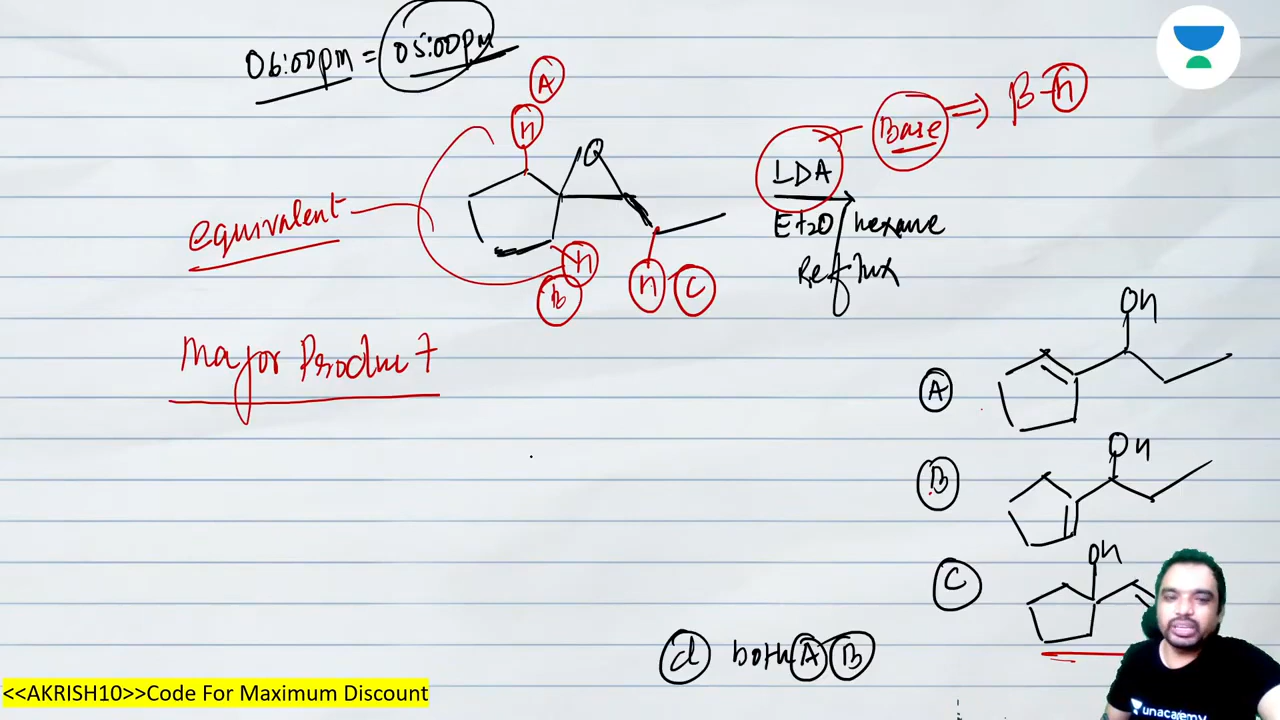 06:00pm = 05:00pm
A
H
O
LDA
Base ⇒ β-H
equivalent
Et2O/hexane
Reflux
H
B
H
C
Major Product
OH
A
OH
B
OH
C
d both A B
<<AKRISH10>>Code For Maximum Discount
unacademy